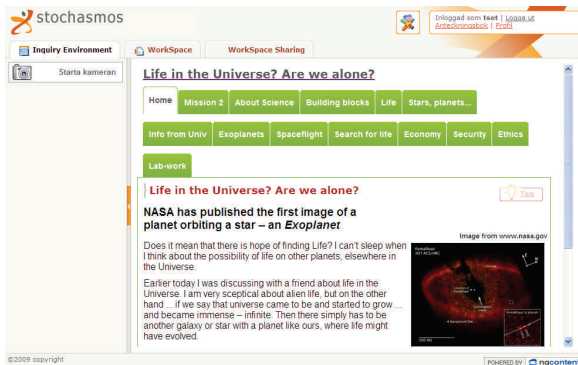 stochasmos
Inloggad som tset | Logga ut
Anteckningsbok | Profil
Inquiry Environment
WorkSpace
WorkSpace Sharing
Starta kameran
Life in the Universe? Are we alone?
Home
Mission 2
About Science
Building blocks
Life
Stars, planets...
Info from Univ
Exoplanets
Spaceflight
Search for life
Economy
Security
Ethics
Lab-work
Life in the Universe? Are we alone?
Tips
NASA has published the first image of a
planet orbiting a star – an Exoplanet
Image from www.nasa.gov
Does it mean that there is hope of finding Life? I can't sleep when
I think about the possibility of life on other planets, elsewhere in
the Universe.
Earlier today I was discussing with a friend about life in the
Universe. I am very sceptical about alien life, but on the other
hand ... if we say that universe came to be and started to grow ...
and became immense – infinite. Then there simply has to be
another galaxy or star with a planet like ours, where life might
have evolved.
©2009 copyright
POWERED BY